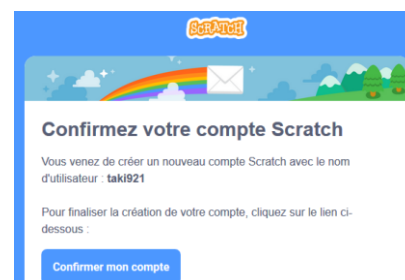 SCRATCH
Confirmez votre compte Scratch
Vous venez de créer un nouveau compte Scratch avec le nom
d'utilisateur : taki921
Pour finaliser la création de votre compte, cliquez sur le lien ci-
dessous :
Confirmer mon compte